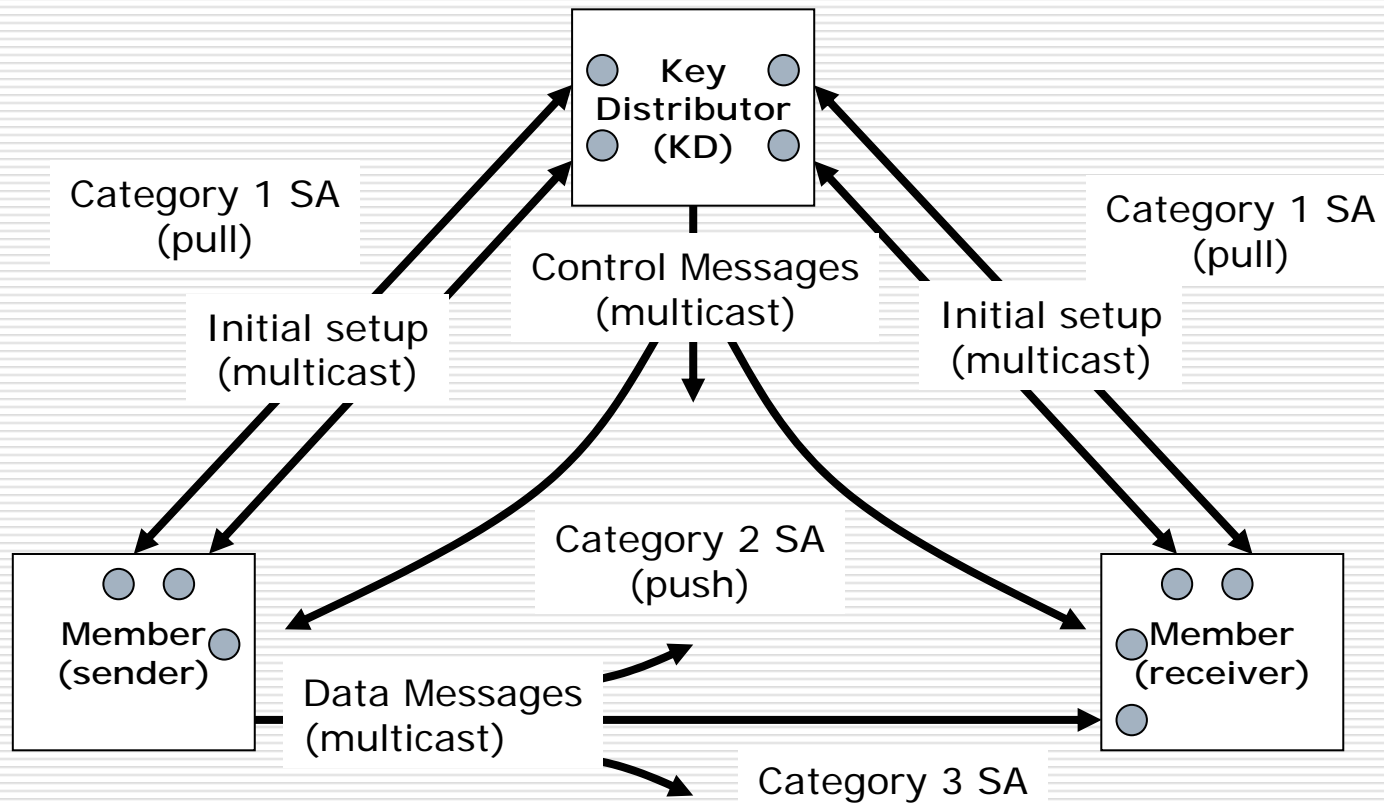 Key
Distributor
(KD)
Category 1 SA
(pull)
Category 1 SA
(pull)
Control Messages
(multicast)
Initial setup
(multicast)
Initial setup
(multicast)
Category 2 SA
(push)
Member
(sender)
Member
(receiver)
Data Messages
(multicast)
Category 3 SA